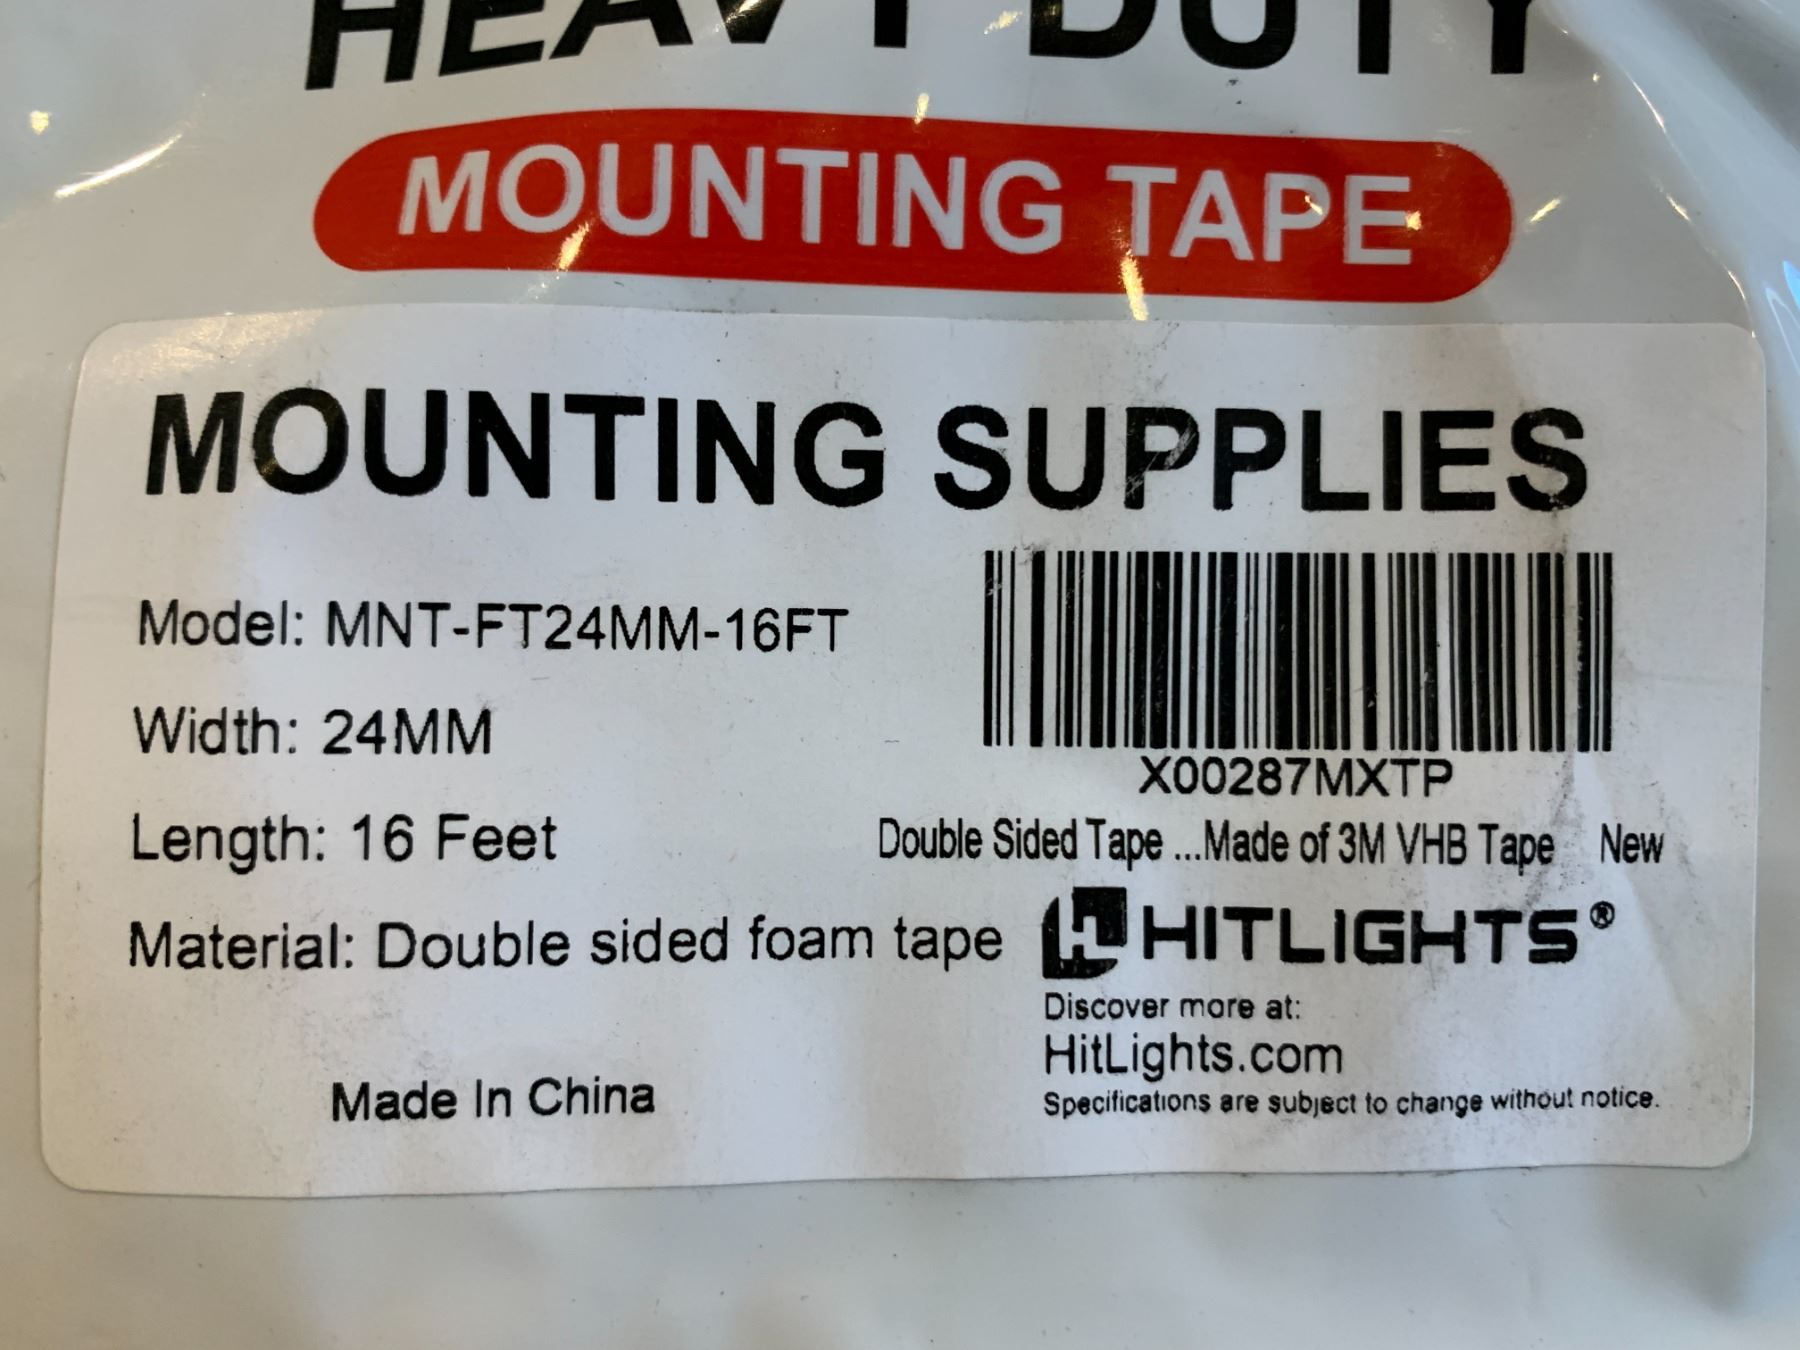 HEAVY DUTY
MOUNTING TAPE
MOUNTING SUPPLIES
Model: MNT-FT24MM-16FT
Width: 24MM
Length: 16 Feet
Material: Double sided foam tape
Made In China
X00287MXTP
Double Sided Tape ...Made of 3M VHB Tape New
HITLIGHTS®
Discover more at:
HitLights.com
Specifications are subject to change without notice.